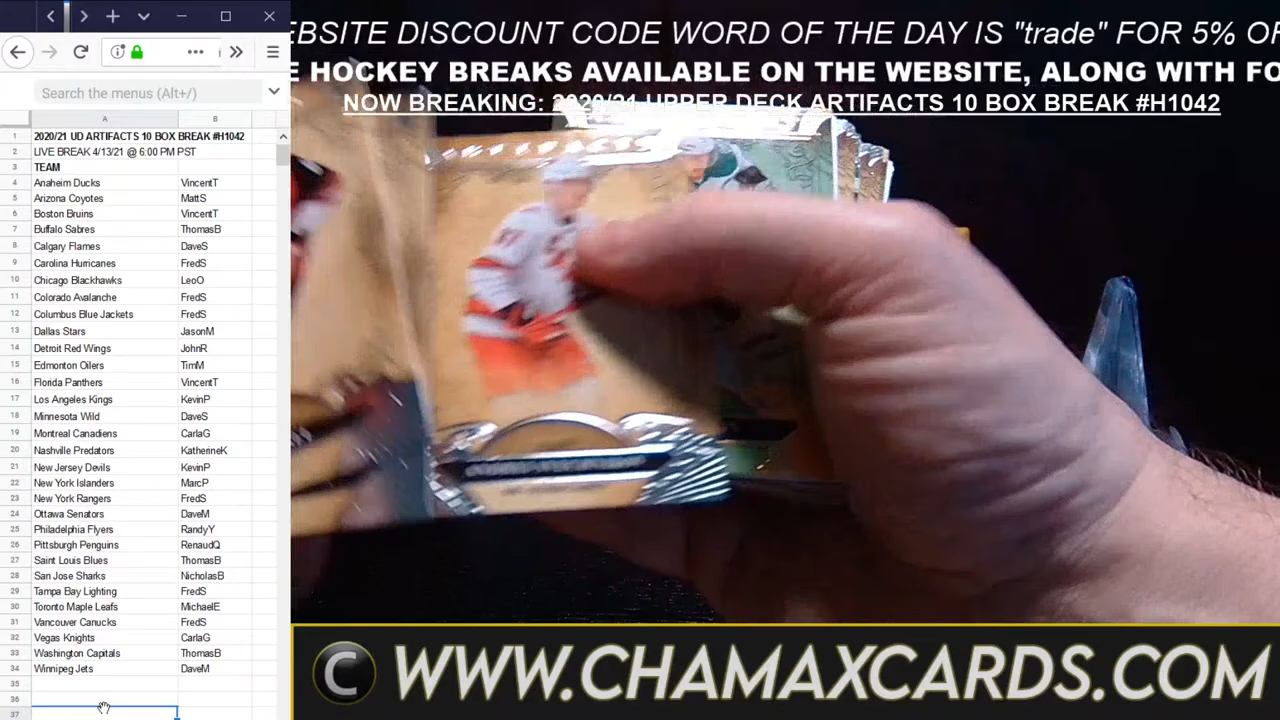 EBSITE DISCOUNT CODE WORD OF THE DAY IS "trade" FOR 5% OF
E HOCKEY BREAKS AVAILABLE ON THE WEBSITE, ALONG WITH FO
NOW BREAKING: 2020/21 UPPER DECK ARTIFACTS 10 BOX BREAK #H1042
Search the menus (Alt+/)
A B
1 2020/21 UD ARTIFACTS 10 BOX BREAK #H1042
2 LIVE BREAK 4/13/21 @ 6:00 PM PST
3 TEAM
4 Anaheim Ducks VincentT
5 Arizona Coyotes MattS
6 Boston Bruins VincentT
7 Buffalo Sabres ThomasB
8 Calgary Flames DaveS
9 Carolina Hurricanes FredS
10 Chicago Blackhawks LeoO
11 Colorado Avalanche FredS
12 Columbus Blue Jackets FredS
13 Dallas Stars JasonM
14 Detroit Red Wings JohnR
15 Edmonton Oilers TimM
16 Florida Panthers VincentT
17 Los Angeles Kings KevinP
18 Minnesota Wild DaveS
19 Montreal Canadiens CarlaG
20 Nashville Predators KatherineK
21 New Jersey Devils KevinP
22 New York Islanders MarcP
23 New York Rangers FredS
24 Ottawa Senators DaveM
25 Philadelphia Flyers RandyY
26 Pittsburgh Penguins RenaudQ
27 Saint Louis Blues ThomasB
28 San Jose Sharks NicholasB
29 Tampa Bay Lighting FredS
30 Toronto Maple Leafs MichaelE
31 Vancouver Canucks FredS
32 Vegas Knights CarlaG
33 Washington Capitals ThomasB
34 Winnipeg Jets DaveM
35
36
37
C WWW.CHAMAXCARDS.COM